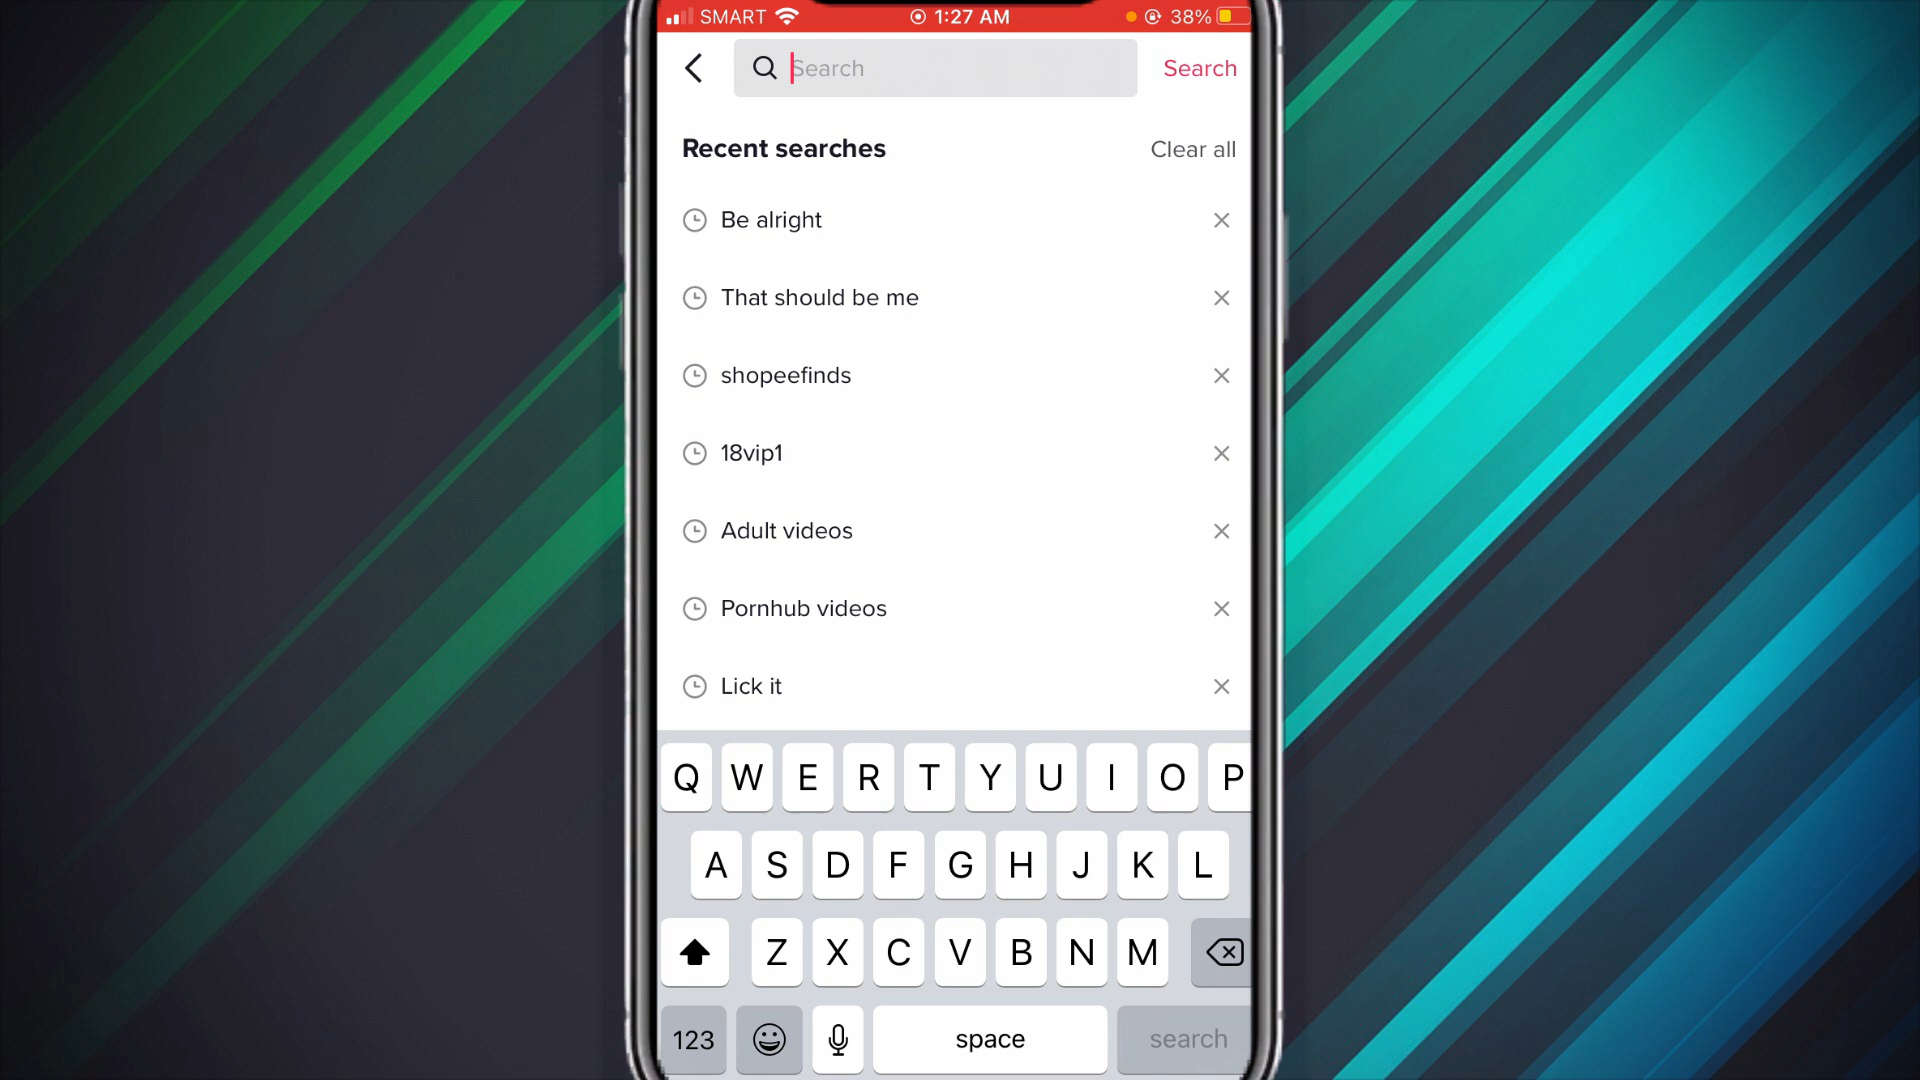 SMART 1:27 AM 38%
Search Search
Recent searches Clear all
Be alright
That should be me
shopeefinds
18vip1
Adult videos
Pornhub videos
Lick it
Q W E R T Y U I O P
A S D F G H J K L
Z X C V B N M
123 space search